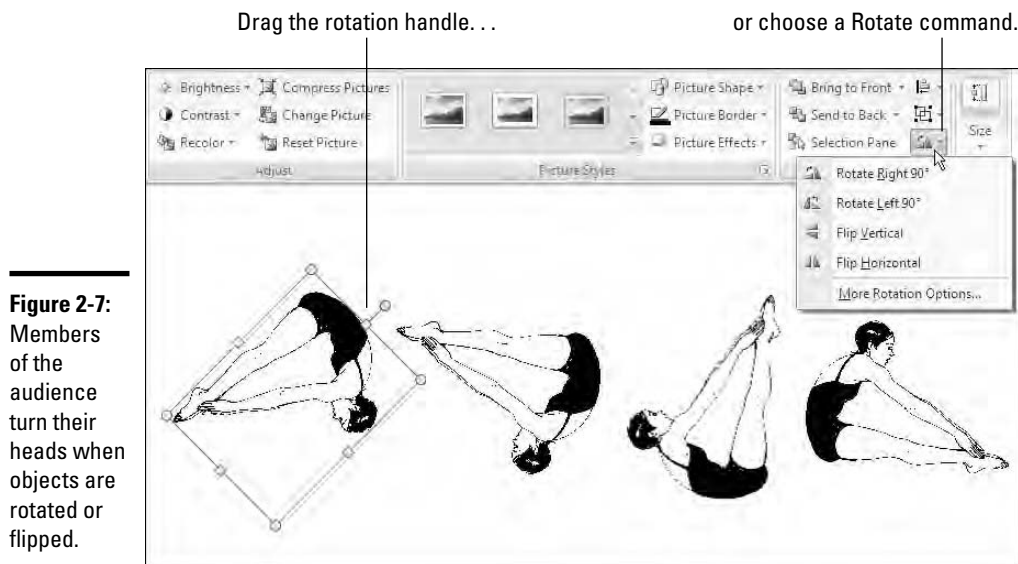 Drag the rotation handle. . .
or choose a Rotate command.
Brightness
Compress Pictures
Picture Shape
Bring to Front
Contrast
Change Picture
Picture Border
Send to Back
Size
Recolor
Reset Picture
Picture Effects
Selection Pane
Adjust
Picture Styles
Rotate Right 90°
Rotate Left 90°
Flip Vertical
Flip Horizontal
More Rotation Options...
Figure 2-7:
Members
of the
audience
turn their
heads when
objects are
rotated or
flipped.